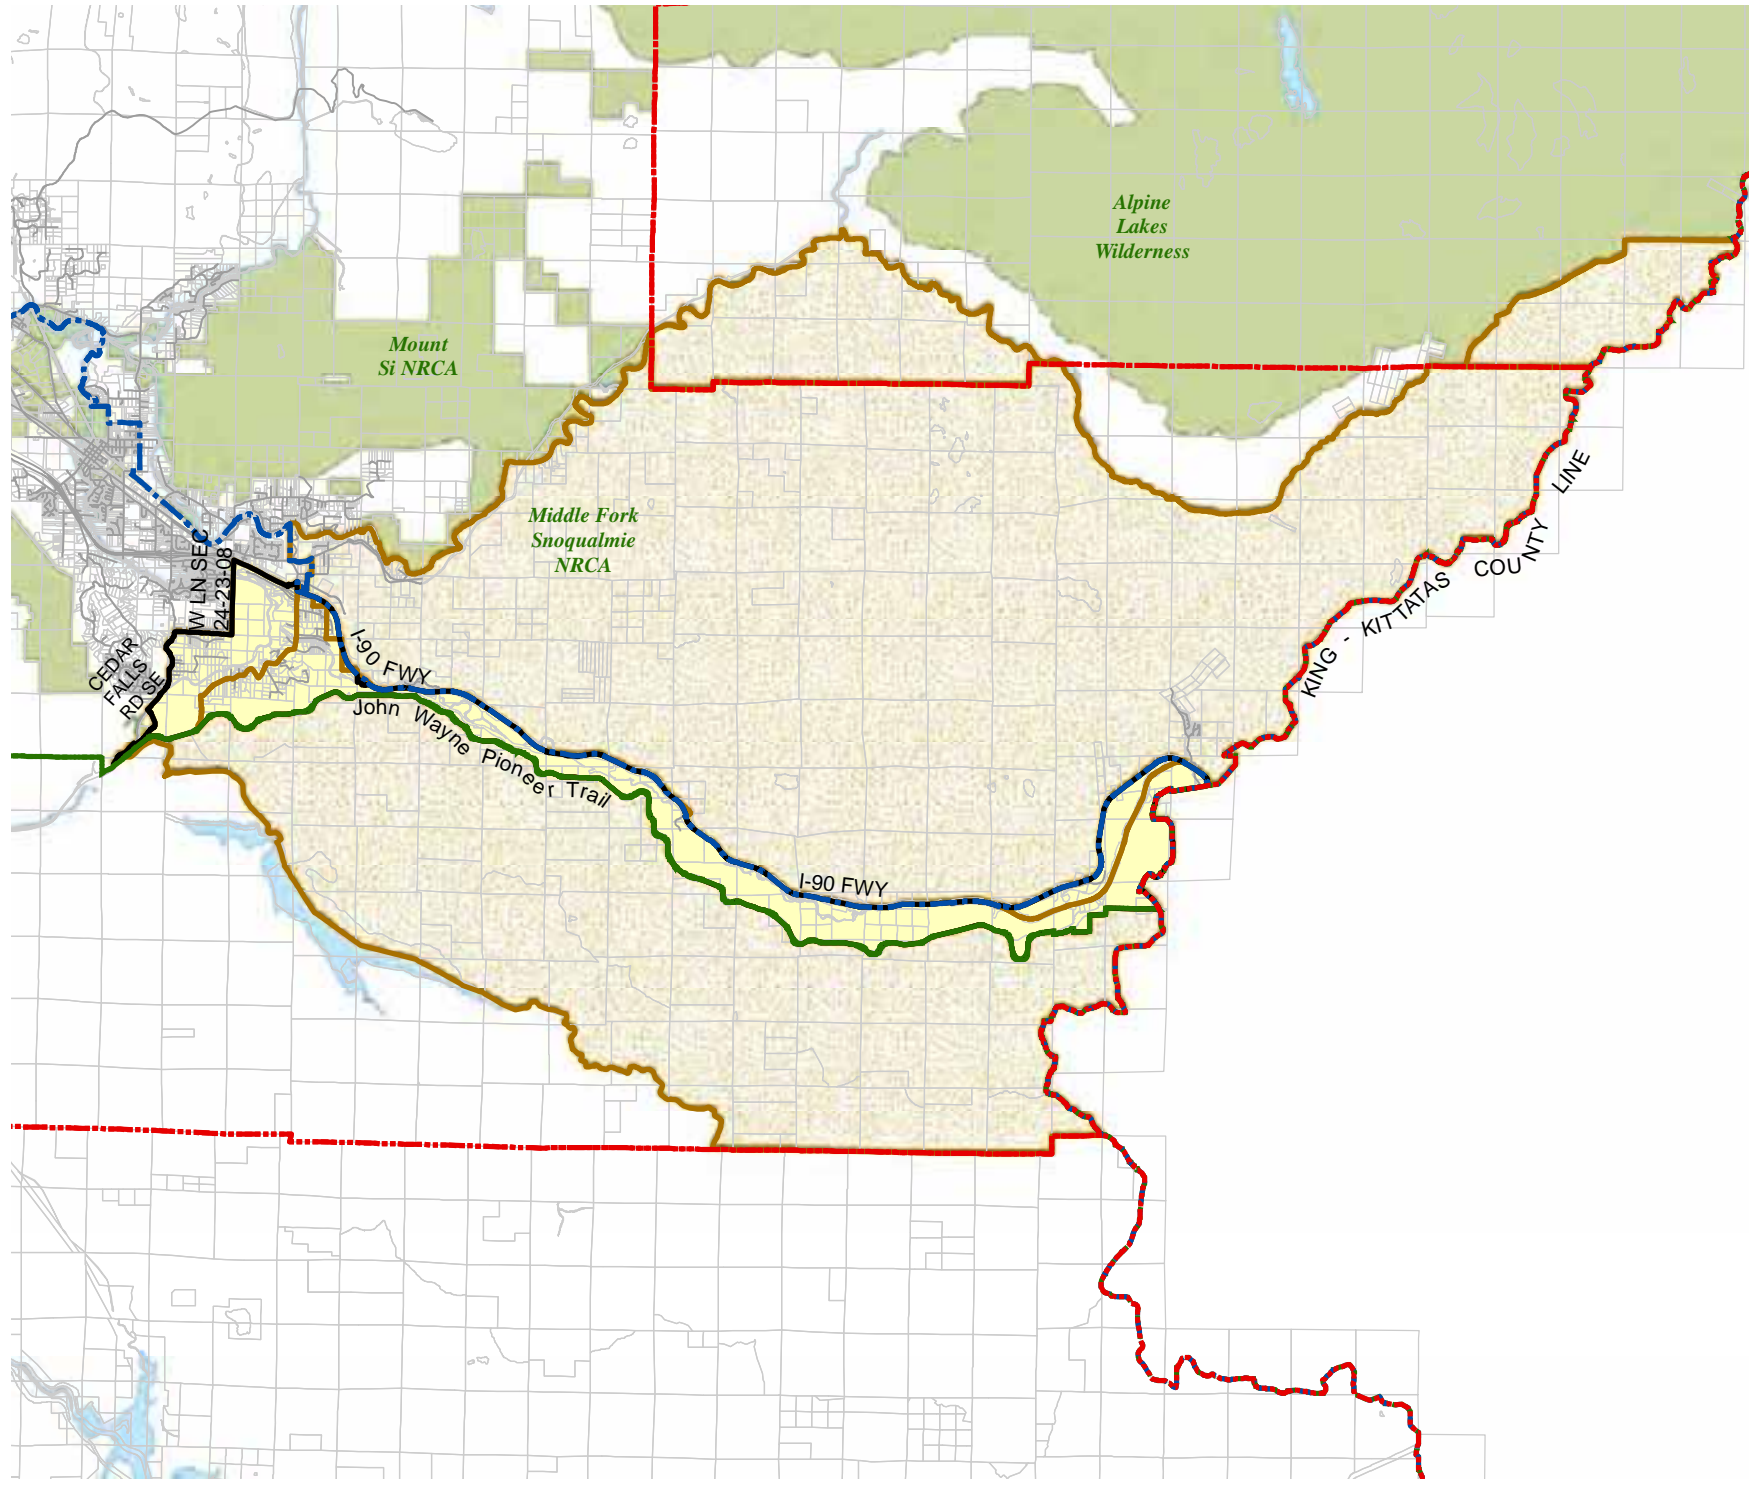 Alpine
Lakes
Wilderness
Mount
Si NRCA
Middle Fork
Snoqualmie
NRCA
W LN SEC
24-23-08
CEDAR
FALLS
RD SE
I-90 FWY
John Wayne Pioneer Trail
I-90 FWY
KING - KITTATAS COUNTY LINE